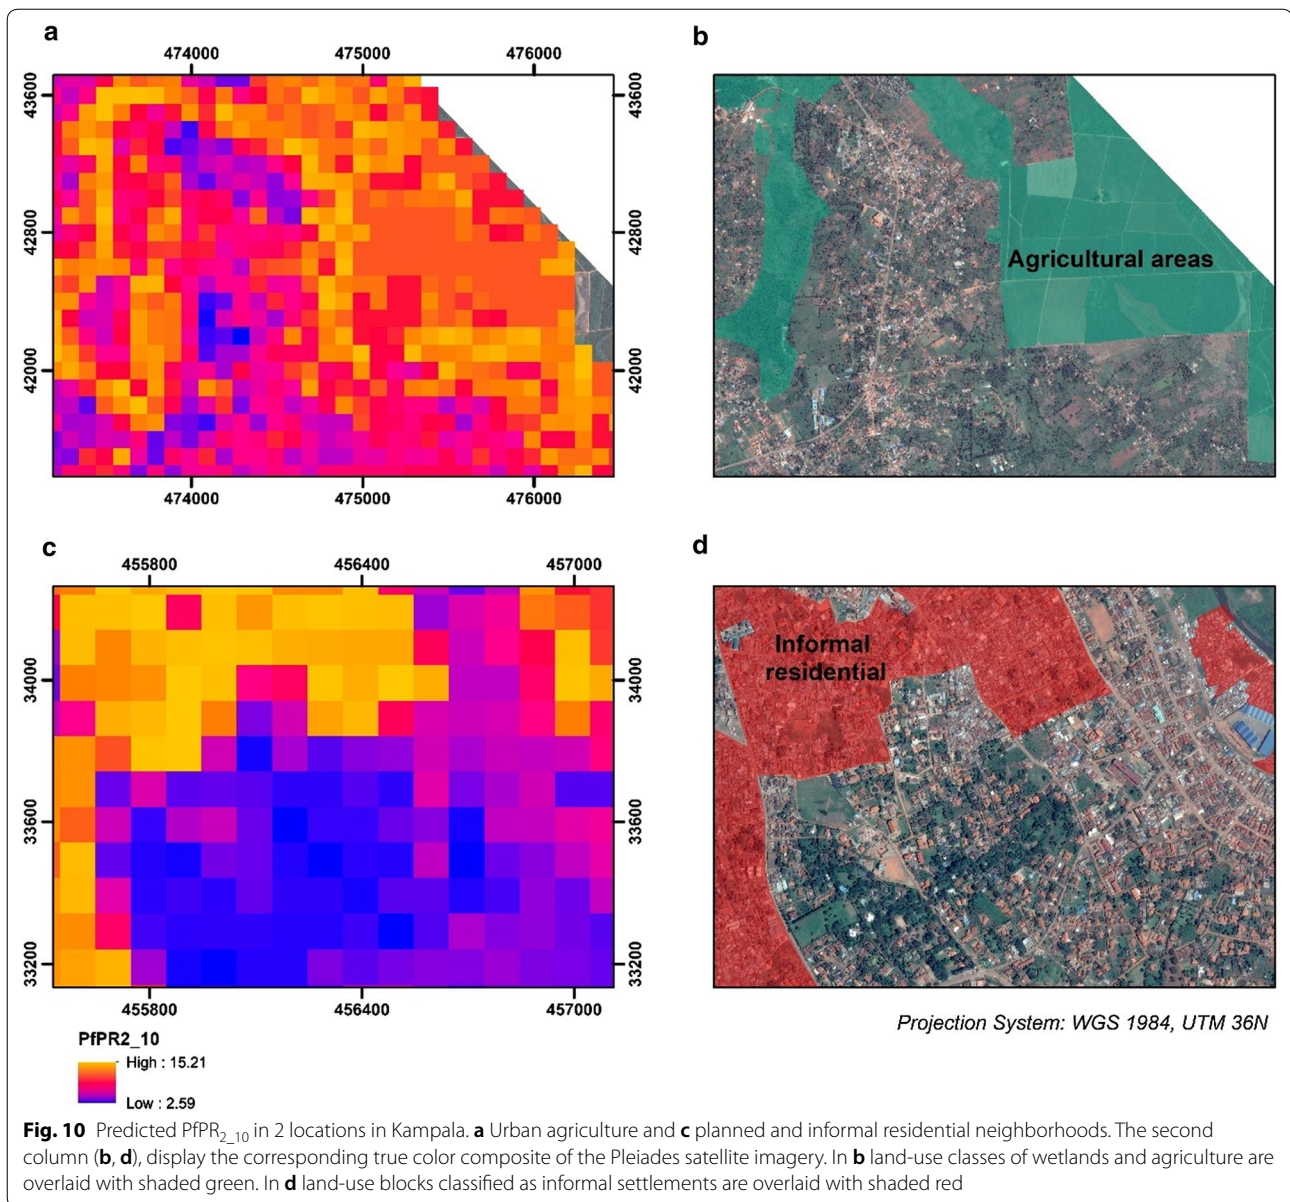 a
474000 475000 476000
43600
42800
42000
43600
42800
42000
474000 475000 476000
b
Agricultural areas
c
455800 456400 457000
34000
33600
33200
34000
33600
33200
455800 456400 457000
d
Informal
residential
Projection System: WGS 1984, UTM 36N
PfPR2_10
High : 15.21
Low : 2.59
Fig. 10 Predicted PfPR2_10 in 2 locations in Kampala. a Urban agriculture and c planned and informal residential neighborhoods. The second
column (b, d), display the corresponding true color composite of the Pleiades satellite imagery. In b land-use classes of wetlands and agriculture are
overlaid with shaded green. In d land-use blocks classified as informal settlements are overlaid with shaded red